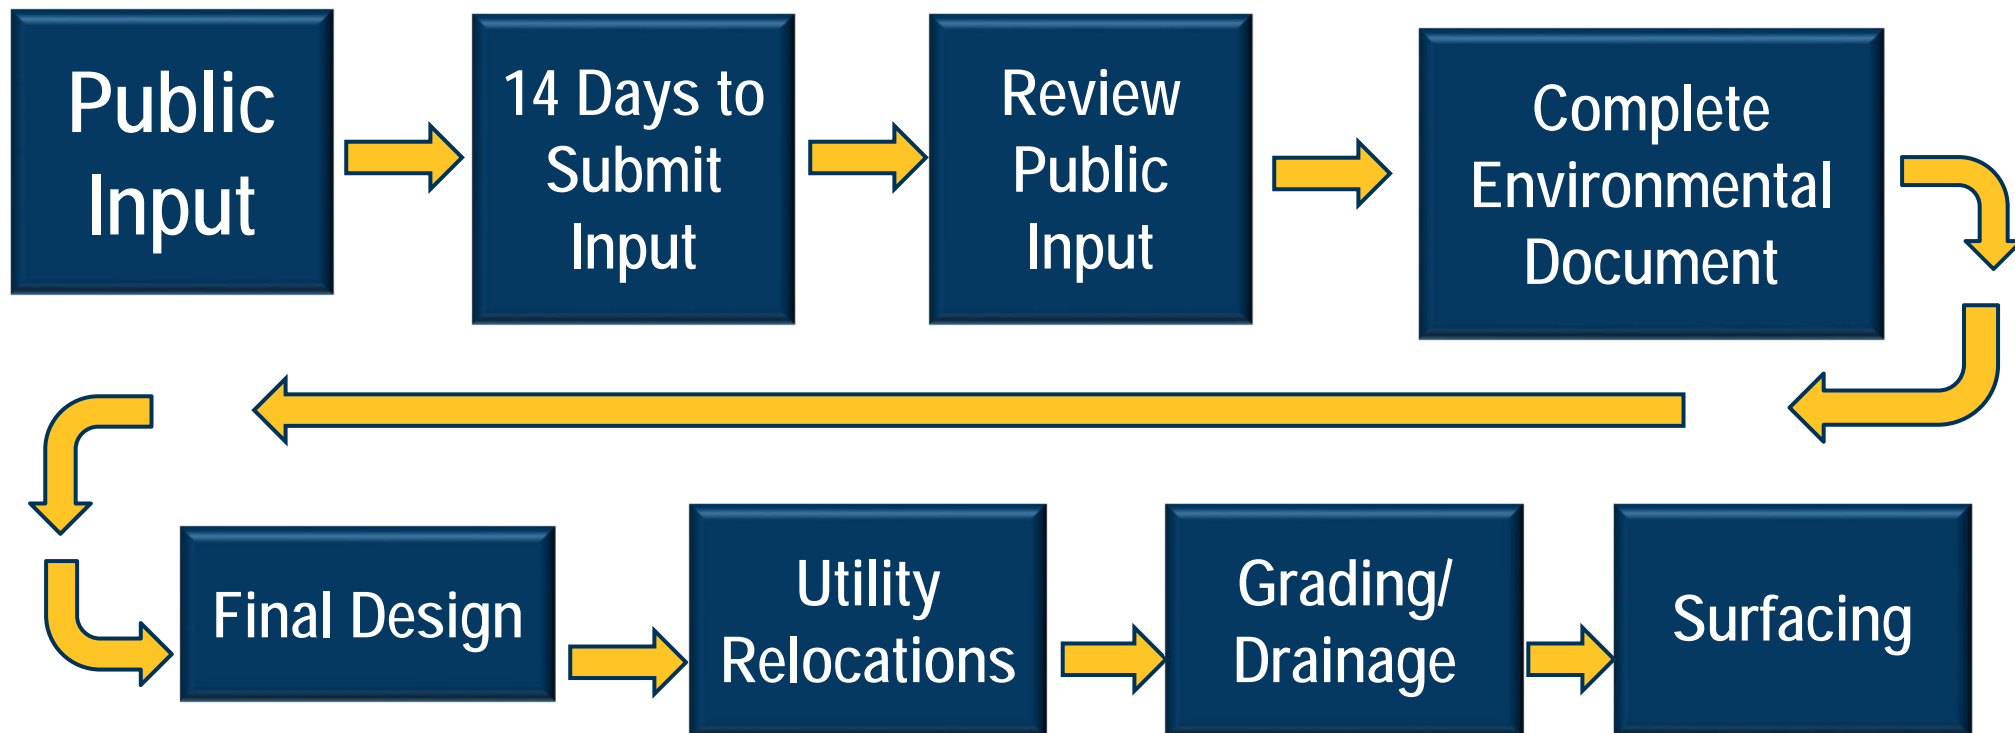 Public
Input
14 Days to
Submit
Input
Review
Public
Input
Complete
Environmental
Document
Final Design
Utility
Relocations
Grading/
Drainage
Surfacing